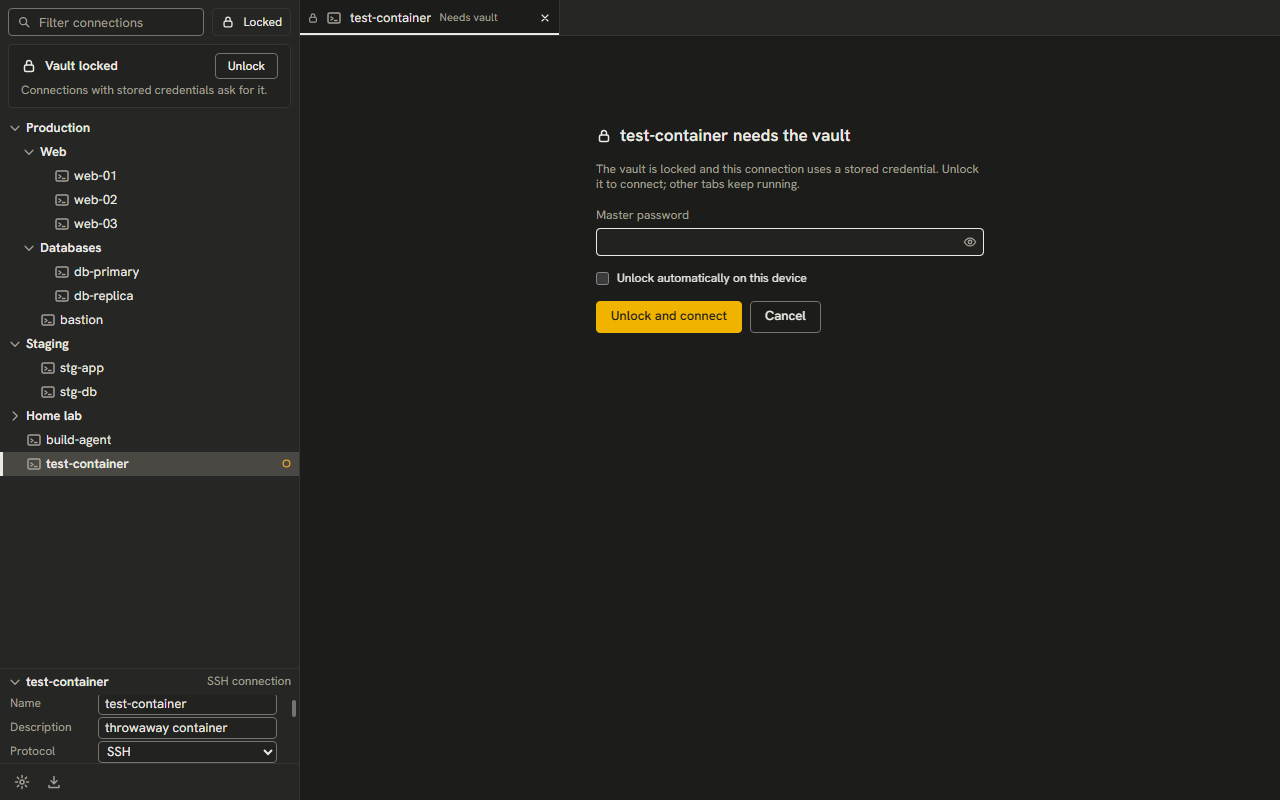 Filter connections
Locked
test-container Needs vault
Vault locked
Unlock
Connections with stored credentials ask for it.
Production
Web
web-01
web-02
web-03
Databases
db-primary
db-replica
bastion
Staging
stg-app
stg-db
Home lab
build-agent
test-container
test-container SSH connection
Name test-container
Description throwaway container
Protocol SSH
test-container needs the vault
The vault is locked and this connection uses a stored credential. Unlock
it to connect; other tabs keep running.
Master password
Unlock automatically on this device
Unlock and connect
Cancel